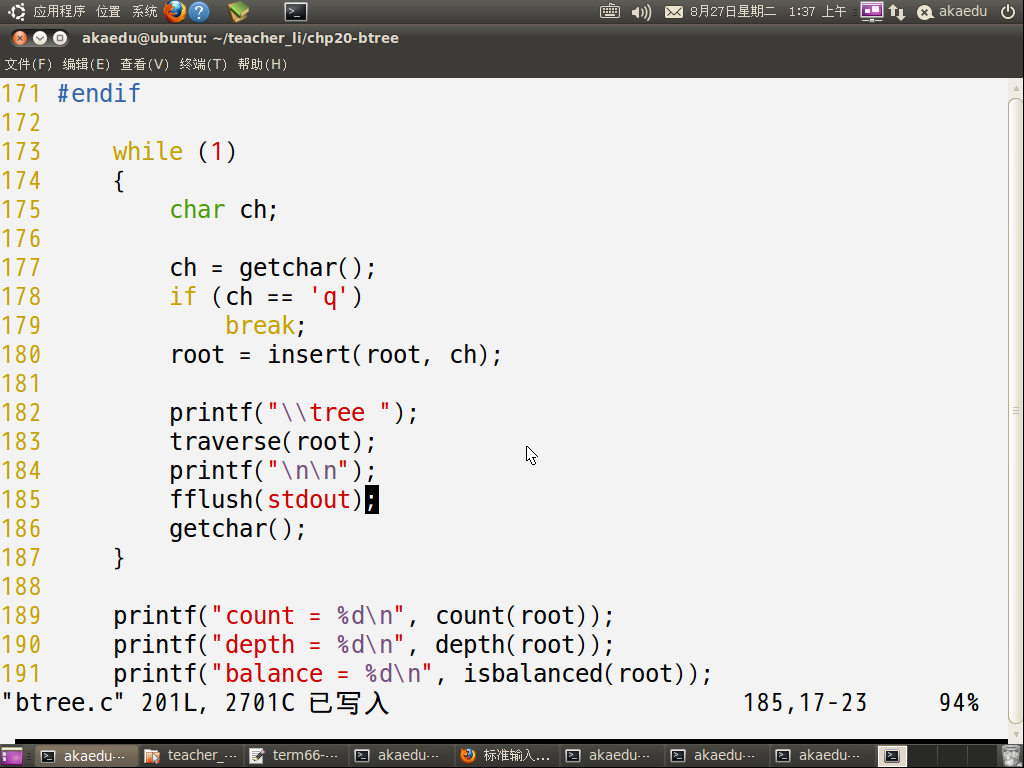 应用程序 位置 系统 8月27日星期二 1:37 上午 akaedu
akaedu@ubuntu: ~/teacher_li/chp20-btree
文件(F) 编辑(E) 查看(V) 终端(T) 帮助(H)
171 #endif
172
173     while (1)
174     {
175         char ch;
176
177         ch = getchar();
178         if (ch == 'q')
179             break;
180         root = insert(root, ch);
181
182         printf("\\tree ");
183         traverse(root);
184         printf("\n\n");
185         fflush(stdout);
186         getchar();
187     }
188
189     printf("count = %d\n", count(root));
190     printf("depth = %d\n", depth(root));
191     printf("balance = %d\n", isbalanced(root));
"btree.c" 201L, 2701C 已写入 185,17-23 94%
akaedu··· teacher_··· term66-··· akaedu··· 标准输入... akaedu··· akaedu··· akaedu···